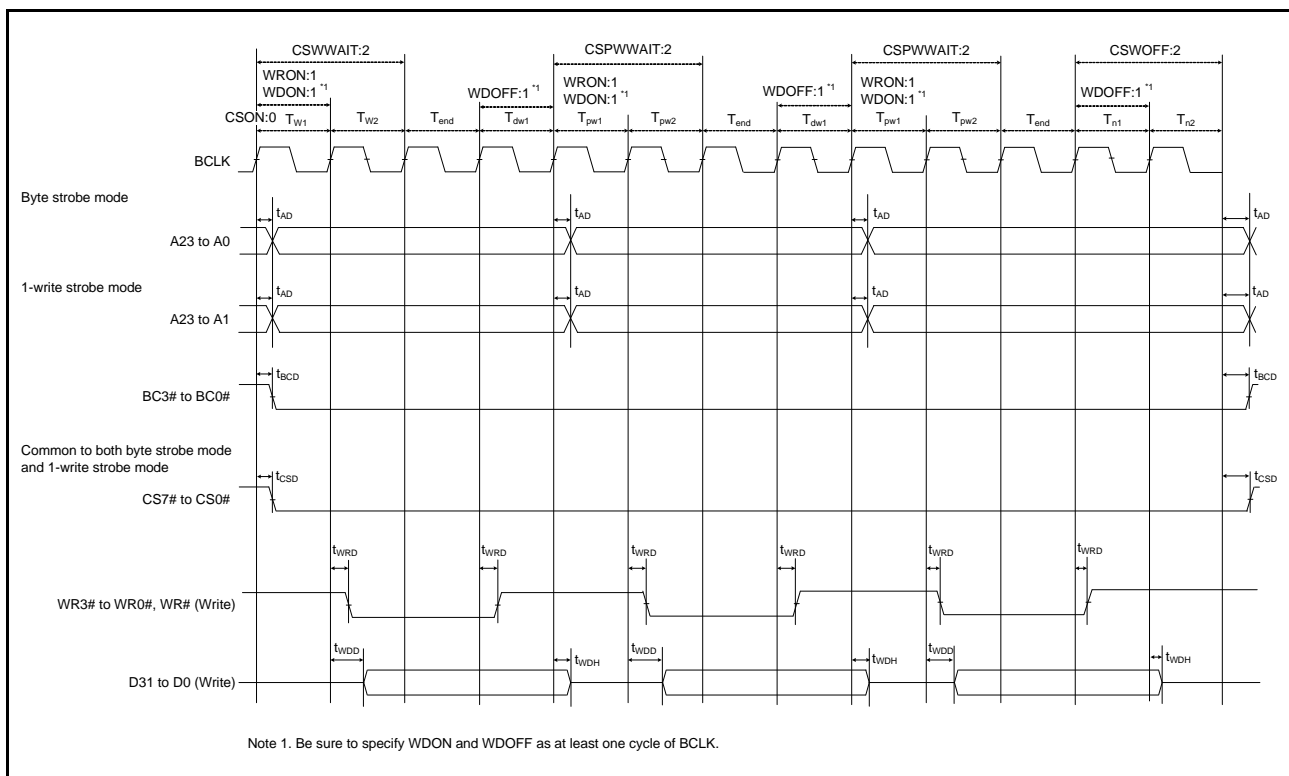 CSWWAIT:2 CSPWWAIT:2 CSPWWAIT:2 CSWOFF:2
WRON:1 WRON:1 WRON:1
WDON:1 *1 WDOFF:1 *1 WDON:1 *1 WDOFF:1 *1 WDON:1 *1 WDOFF:1 *1
CSON:0 TW1 TW2 Tend Tdw1 Tpw1 Tpw2 Tend Tdw1 Tpw1 Tpw2 Tend Tn1 Tn2
BCLK
Byte strobe mode
tAD tAD tAD tAD
A23 to A0
1-write strobe mode
tAD tAD tAD tAD
A23 to A1
tBCD tBCD
BC3# to BC0#
Common to both byte strobe mode
and 1-write strobe mode
tCSD tCSD
CS7# to CS0#
tWRD tWRD tWRD tWRD tWRD tWRD
WR3# to WR0#, WR# (Write)
tWDD tWDH tWDD tWDH tWDD tWDH
D31 to D0 (Write)
Note 1. Be sure to specify WDON and WDOFF as at least one cycle of BCLK.